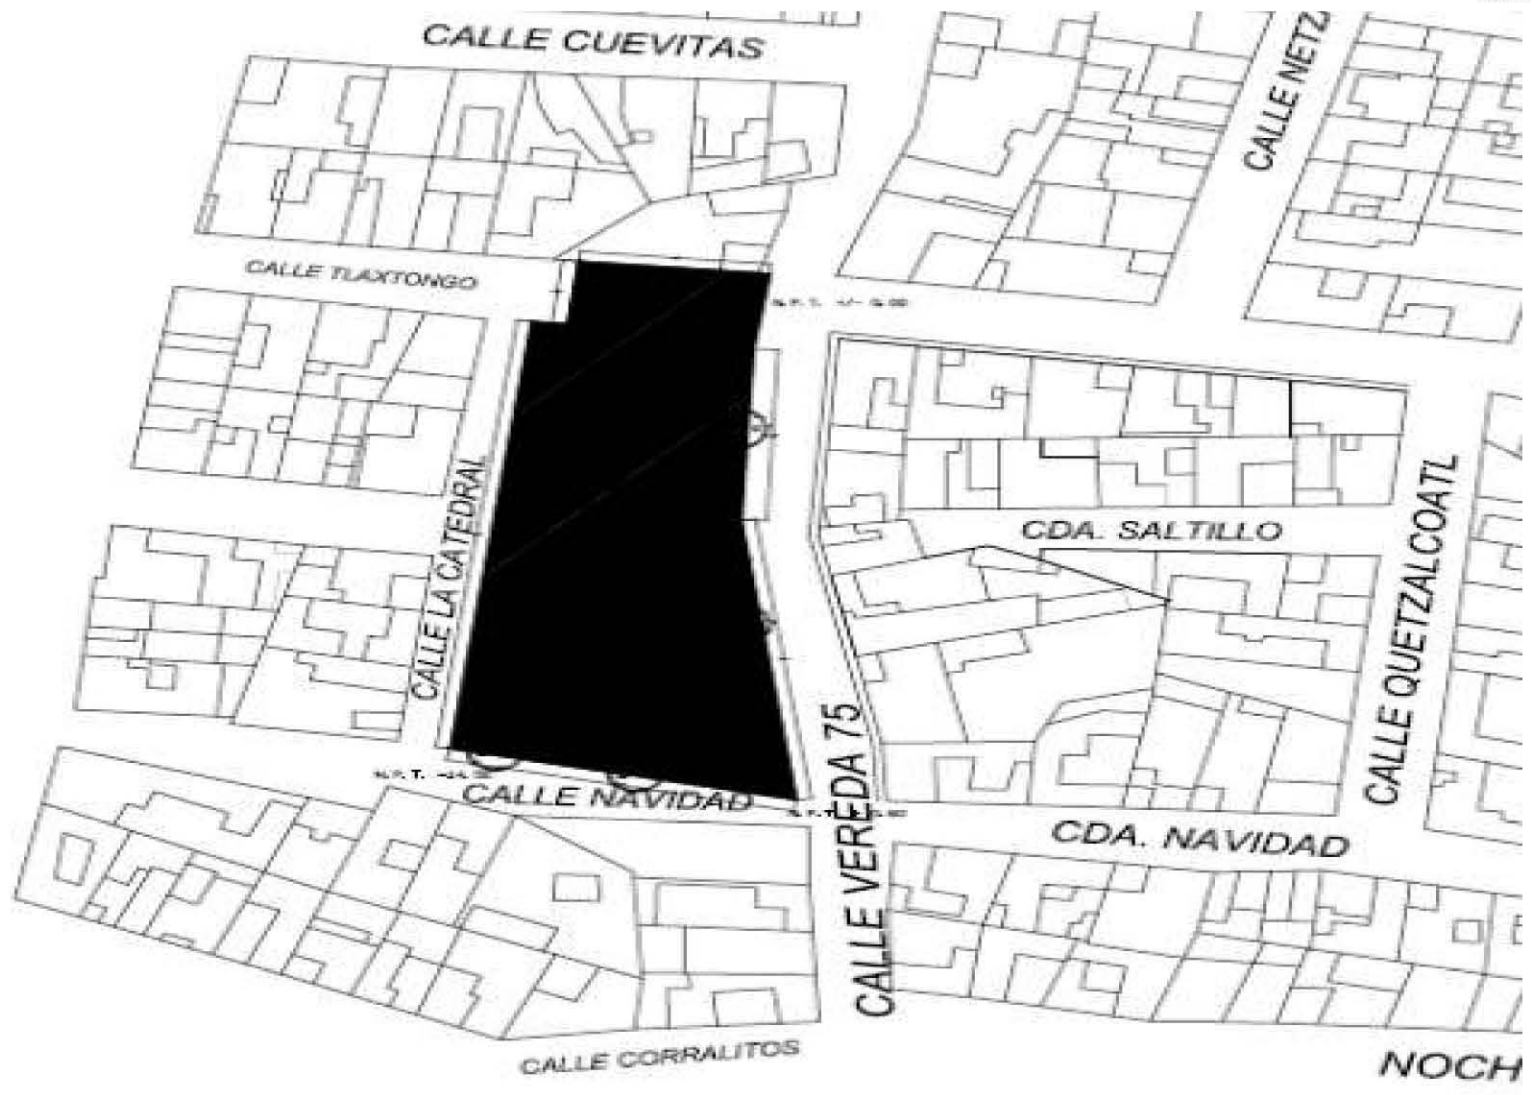 CALLE CUEVITAS
CALLE NETZ
CALLE TLAXTONGO
CALLE LA CATEDRAL
CDA. SALTILLO
CALLE QUETZALCOATL
CALLE NAVIDAD
CALLE VEREDA 75
CDA. NAVIDAD
CALLE CORRALITOS
NOCH